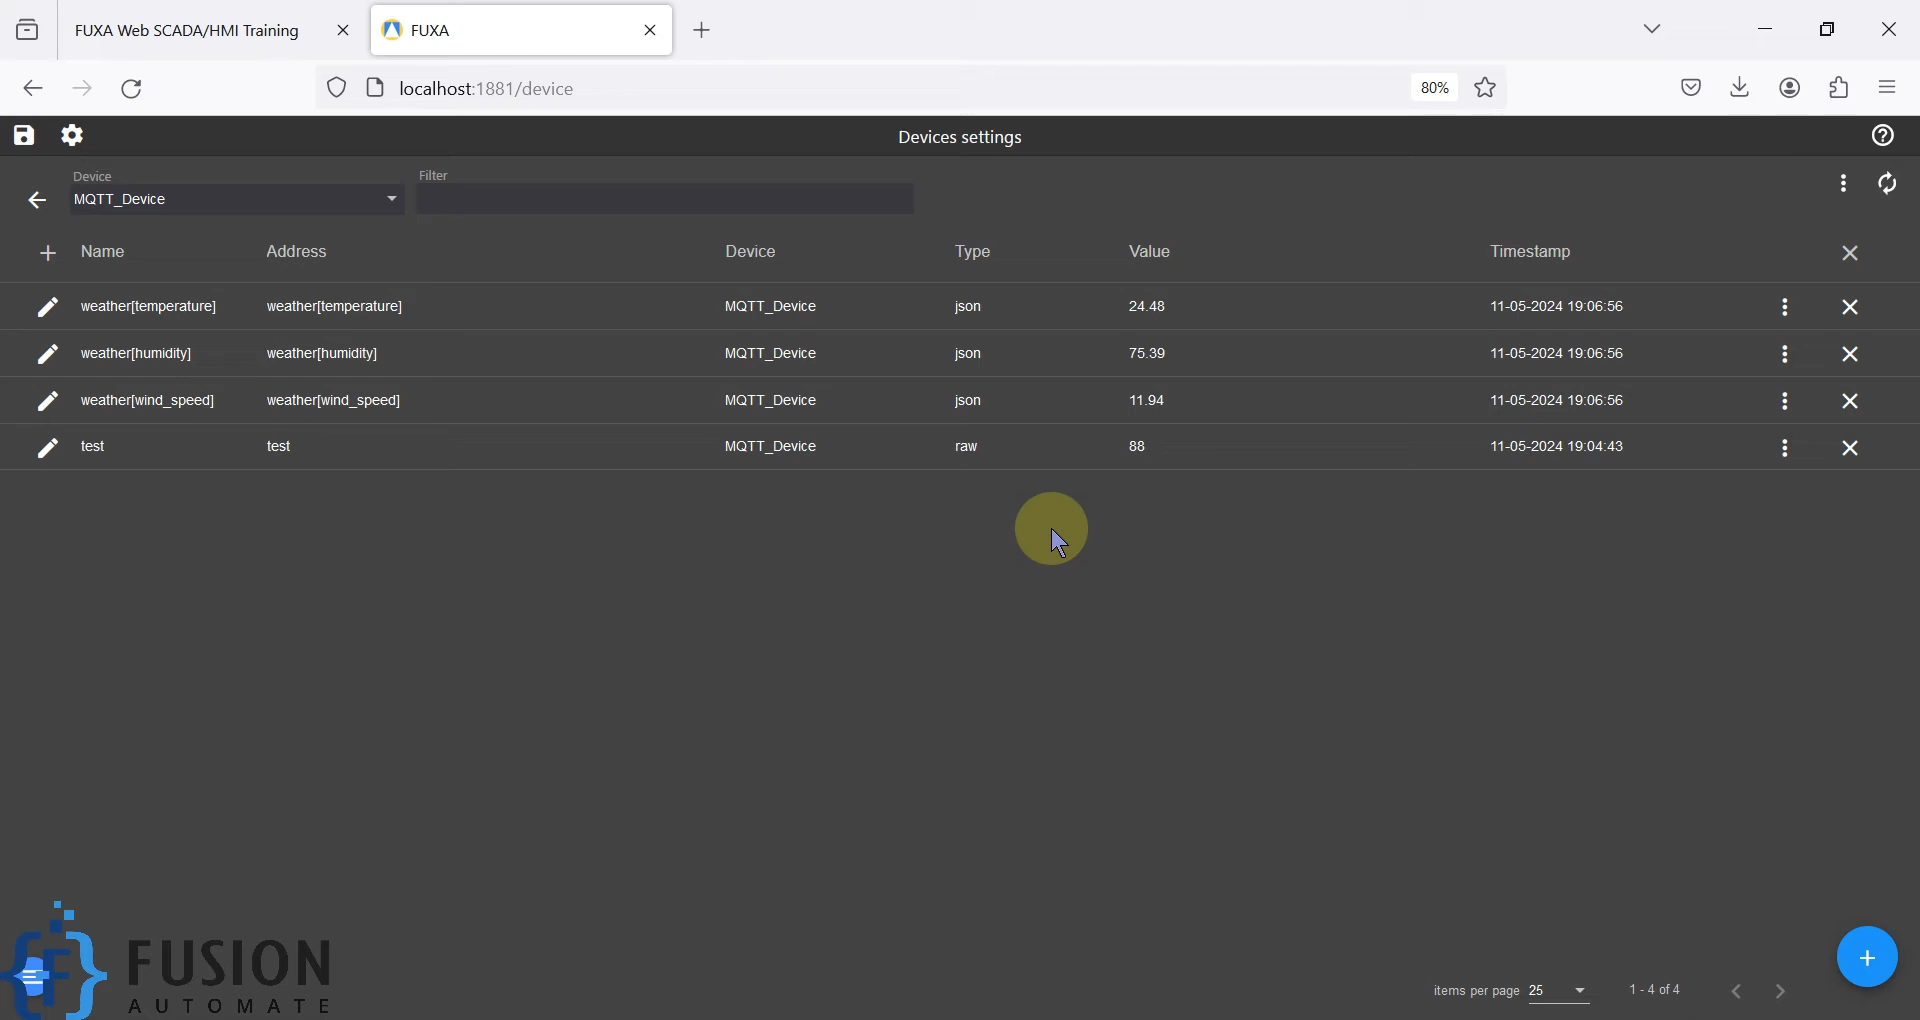 FUXA Web SCADA/HMI Training
FUXA
localhost:1881/device
80%
Devices settings
Device
Filter
MQTT_Device
Name Address Device Type Value Timestamp
weather[temperature] weather[temperature] MQTT_Device json 24.48 11-05-2024 19:06:56
weather[humidity] weather[humidity] MQTT_Device json 75.39 11-05-2024 19:06:56
weather[wind_speed] weather[wind_speed] MQTT_Device json 11.94 11-05-2024 19:06:56
test test MQTT_Device raw 88 11-05-2024 19:04:43
FUSION
AUTOMATE
items per page 25 1 - 4 of 4